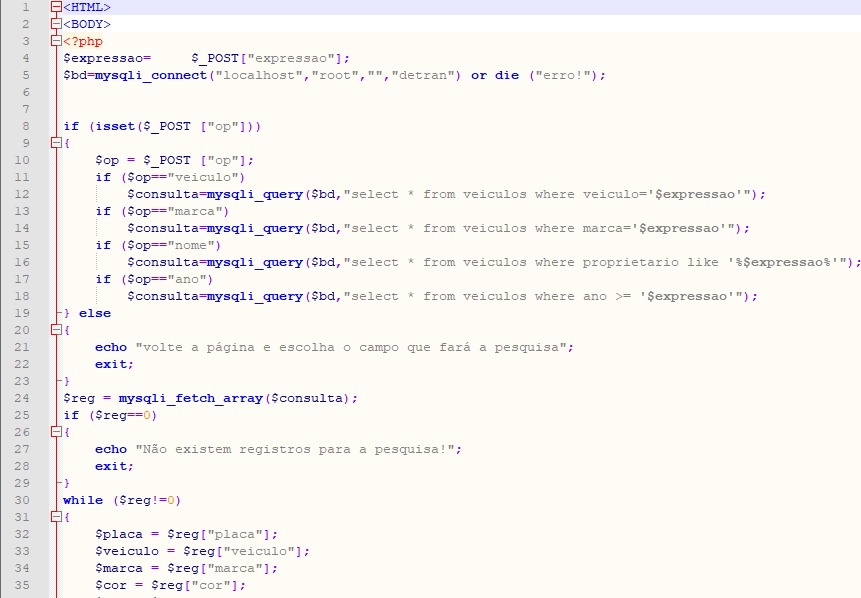 1 <HTML>
2 <BODY>
3 <?php
4 $expressao=     $_POST["expressao"];
5 $bd=mysqli_connect("localhost","root","","detran") or die ("erro!");
6
7
8 if (isset($_POST ["op"]))
9 {
10     $op = $_POST ["op"];
11     if ($op=="veiculo")
12         $consulta=mysqli_query($bd,"select * from veiculos where veiculo='$expressao'");
13     if ($op=="marca")
14         $consulta=mysqli_query($bd,"select * from veiculos where marca='$expressao'");
15     if ($op=="nome")
16         $consulta=mysqli_query($bd,"select * from veiculos where proprietario like '%$expressao%'");
17     if ($op=="ano")
18         $consulta=mysqli_query($bd,"select * from veiculos where ano >= '$expressao'");
19 } else
20 {
21     echo "volte a página e escolha o campo que fará a pesquisa";
22     exit;
23 }
24 $reg = mysqli_fetch_array($consulta);
25 if ($reg==0)
26 {
27     echo "Não existem registros para a pesquisa!";
28     exit;
29 }
30 while ($reg!=0)
31 {
32     $placa = $reg["placa"];
33     $veiculo = $reg["veiculo"];
34     $marca = $reg["marca"];
35     $cor = $reg["cor"];